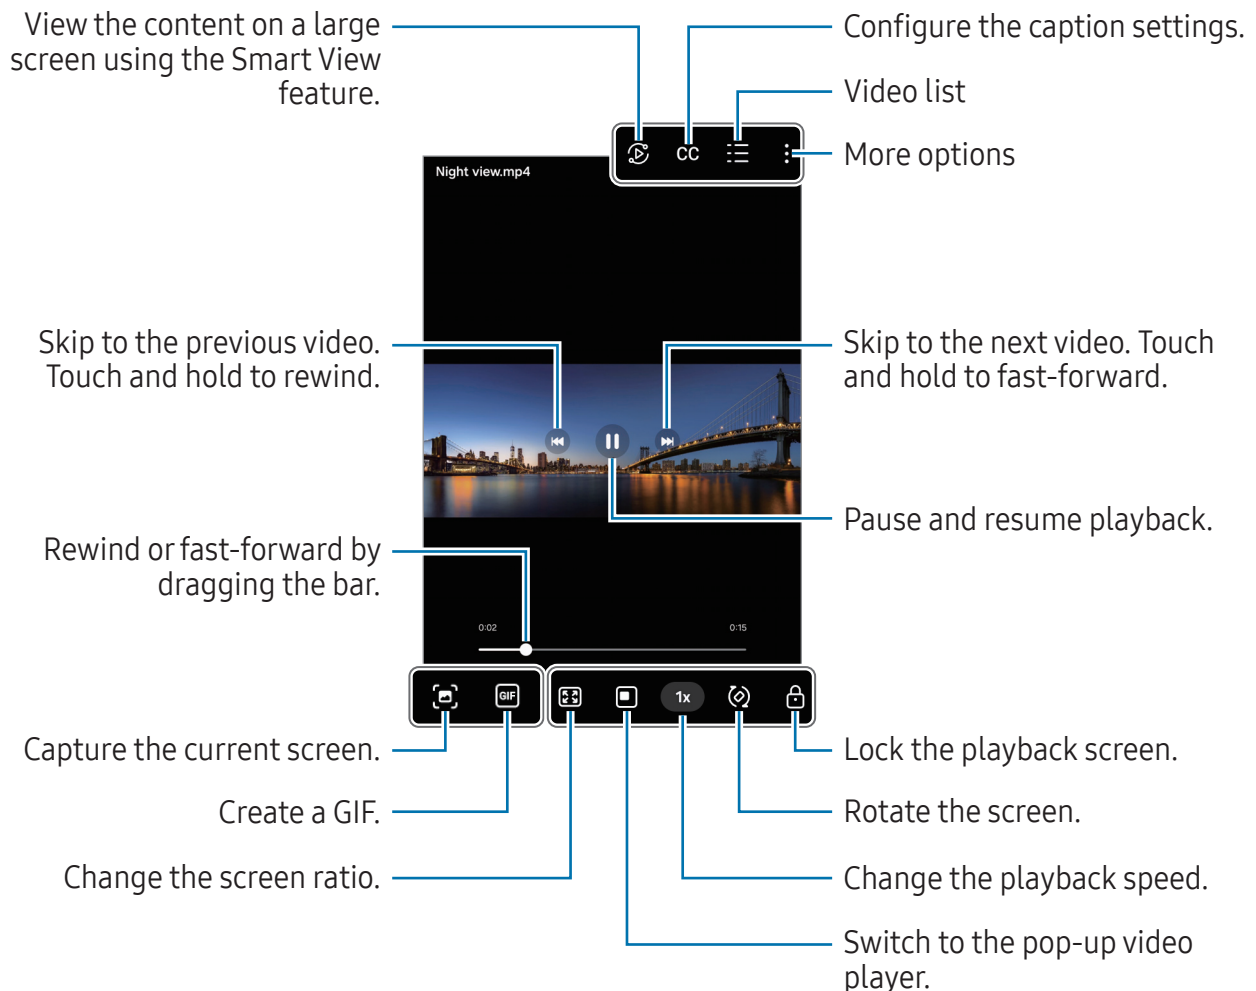 View the content on a large
screen using the Smart View
feature.
Configure the caption settings.
Video list
More options
CC
Night view.mp4
Skip to the previous video.
Touch and hold to rewind.
Skip to the next video. Touch
and hold to fast-forward.
Pause and resume playback.
Rewind or fast-forward by
dragging the bar.
0:02
0:15
GIF
1x
Capture the current screen.
Create a GIF.
Change the screen ratio.
Lock the playback screen.
Rotate the screen.
Change the playback speed.
Switch to the pop-up video
player.